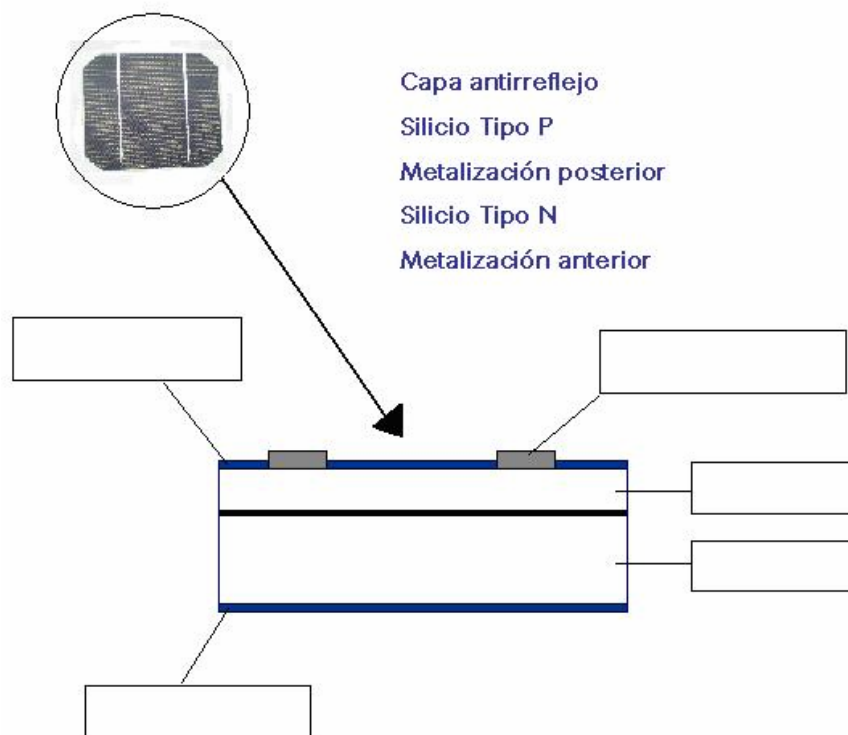 Capa antirreflejo
Silicio Tipo P
Metalización posterior
Silicio Tipo N
Metalización anterior